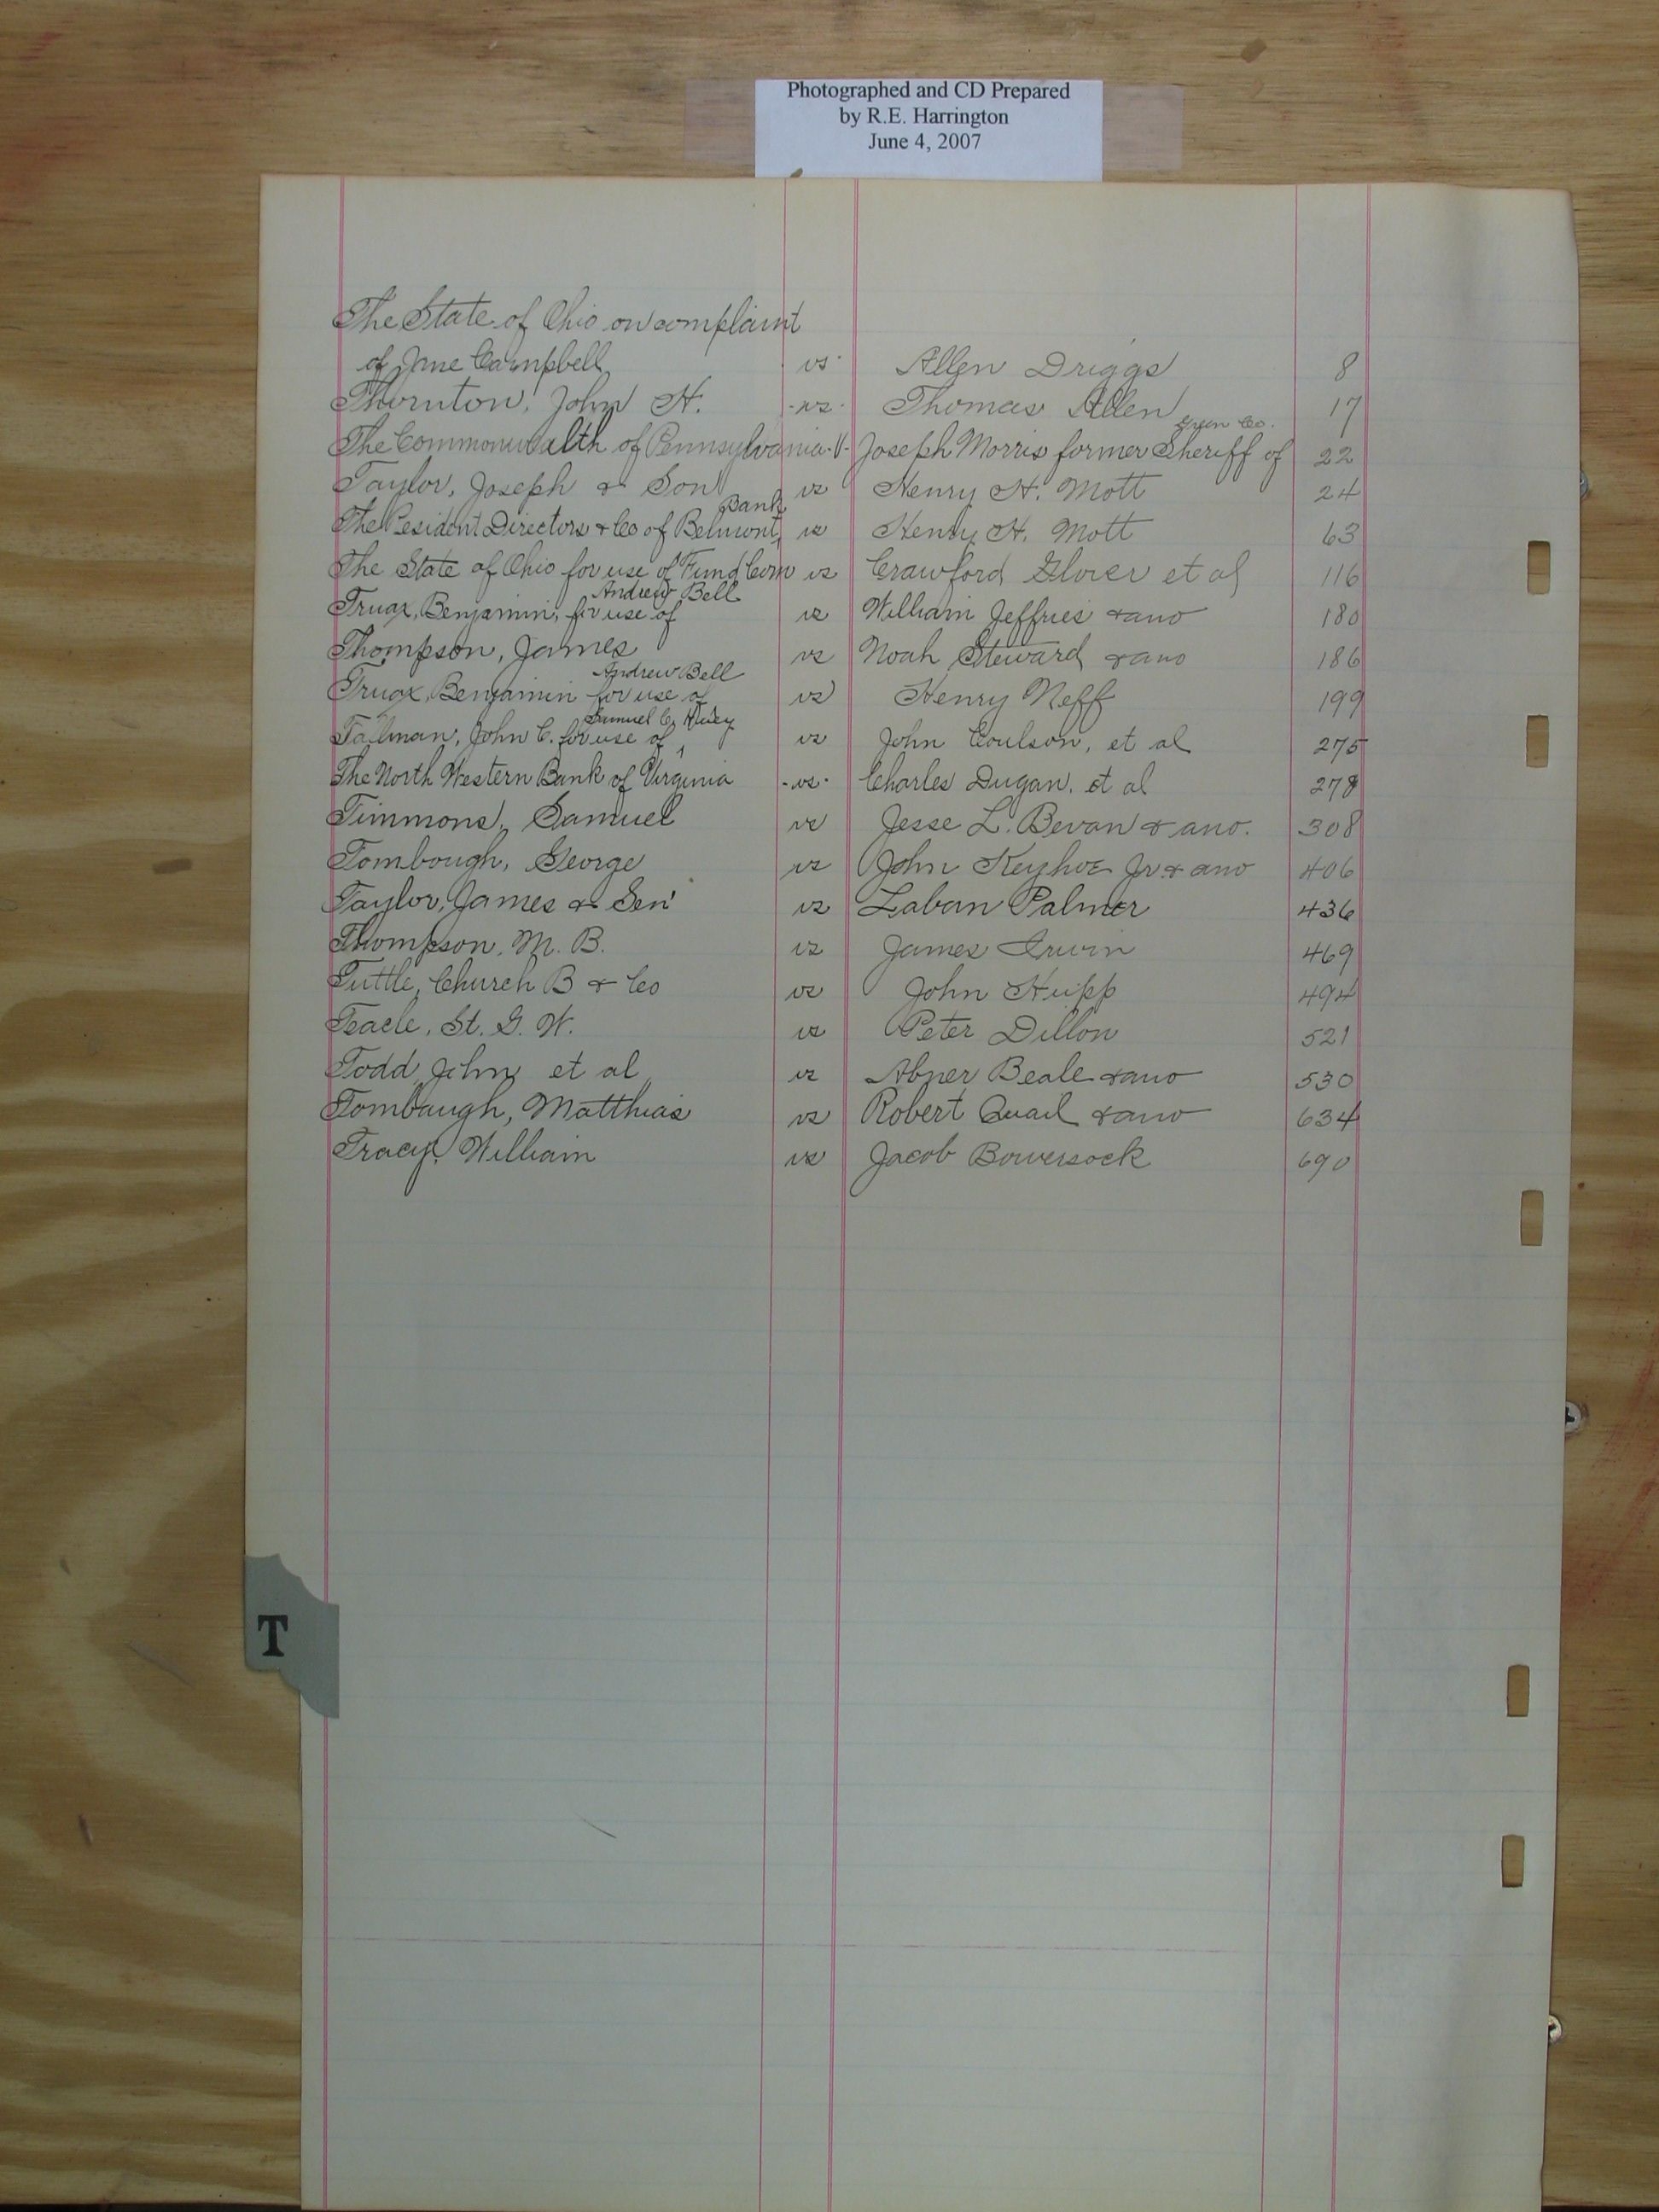 Photographed and CD Prepared
by R.E. Harrington
June 4, 2007
The State of Ohio on complaint
of Jane Campbell vs Allen Driggs 8
Thornton, John H. vs Thomas Allen 17
The Commonwealth of Pennsylvania V Joseph Morris former Sheriff of Green Co. 22
Taylor, Joseph & Son vs Henry H. Mott 24
The Pesident Directors & Co of Belmont Bank vs Henry H. Mott 63
The State of Ohio for use of Fund Com vs Crawford Glover et al 116
Truax, Benjamin, for use of Andrew Bell vs William Jeffries & ano 180
Thompson, James vs Noah Steward & ano 186
Truax, Benjamin for use of Andrew Bell vs Henry Neff 199
Tallman, John C. for use of Samuel C. vs John Coulson, et al 275
The North Western Bank of Virginia vs Charles Dugan, et al 278
Timmons, Samuel vs Jesse L. Bevan & ano. 308
Tombough, George vs John Keyhoe Jr & ano 406
Taylor, James & Sen vs Laban Palmer 436
Thompson, M. B. vs James Irwin 469
Tuttle, Church B & Co vs John Hupp 494
Teacle, St. G. W. vs Peter Dillon 521
Todd, John et al vs Abner Beale & ano 530
Tombaugh, Matthias vs Robert Quail & ano 634
Tracy, William vs Jacob Bowersock 690
T